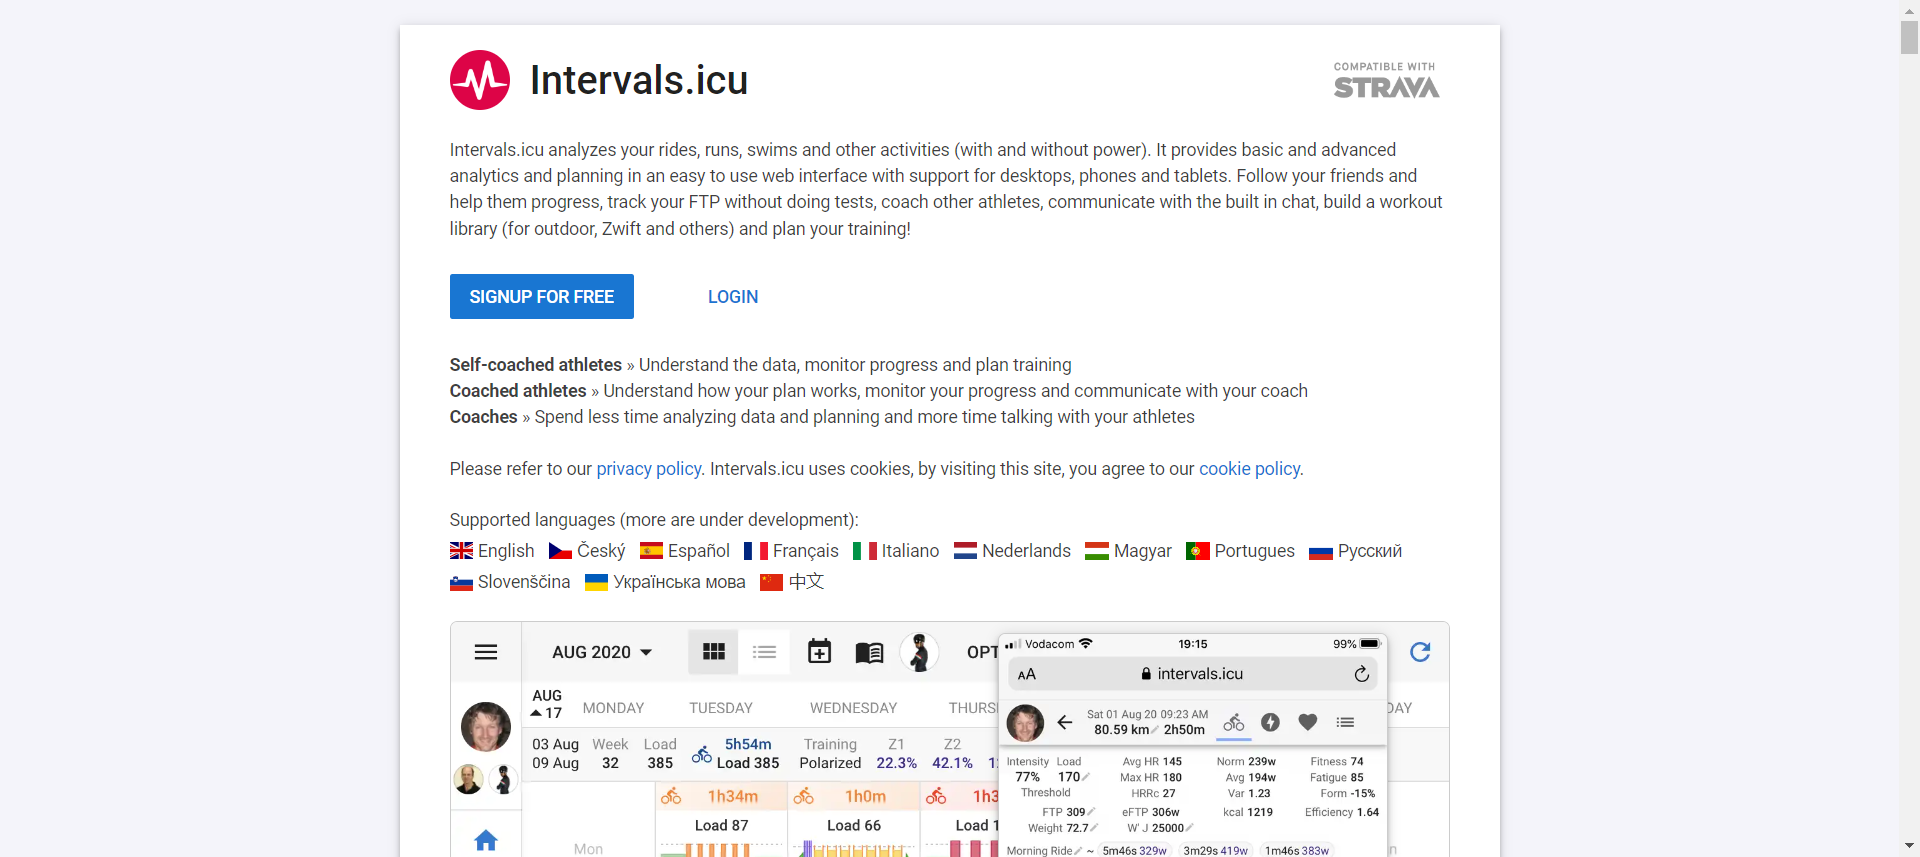 Intervals.icu
COMPATIBLE WITH
STRAVA
Intervals.icu analyzes your rides, runs, swims and other activities (with and without power). It provides basic and advanced
analytics and planning in an easy to use web interface with support for desktops, phones and tablets. Follow your friends and
help them progress, track your FTP without doing tests, coach other athletes, communicate with the built in chat, build a workout
library (for outdoor, Zwift and others) and plan your training!
SIGNUP FOR FREE LOGIN
Self-coached athletes » Understand the data, monitor progress and plan training
Coached athletes » Understand how your plan works, monitor your progress and communicate with your coach
Coaches » Spend less time analyzing data and planning and more time talking with your athletes
Please refer to our privacy policy. Intervals.icu uses cookies, by visiting this site, you agree to our cookie policy.
Supported languages (more are under development):
English Český Español Français Italiano Nederlands Magyar Portugues Русский
Slovenščina Українська мова 中文
AUG 2020 OPT
AUG
17 MONDAY TUESDAY WEDNESDAY THURS DAY
03 Aug Week Load 5h54m Training Z1 Z2
09 Aug 32 385 Load 385 Polarized 22.3% 42.1% 1
1h34m 1h0m 1h3
Load 87 Load 66 Load 1
Mon
Vodacom 19:15 99%
AA intervals.icu
Sat 01 Aug 20 09:23 AM
80.59 km 2h50m
Intensity Load Avg HR 145 Norm 239w Fitness 74
77% 170 Max HR 180 Avg 194w Fatigue 85
Threshold HRRc 27 Var 1.23 Form -15%
FTP 309 eFTP 306w kcal 1219 Efficiency 1.64
Weight 72.7 W' J 25000
Morning Ride ~ 5m46s 329w 3m29s 419w 1m46s 383w